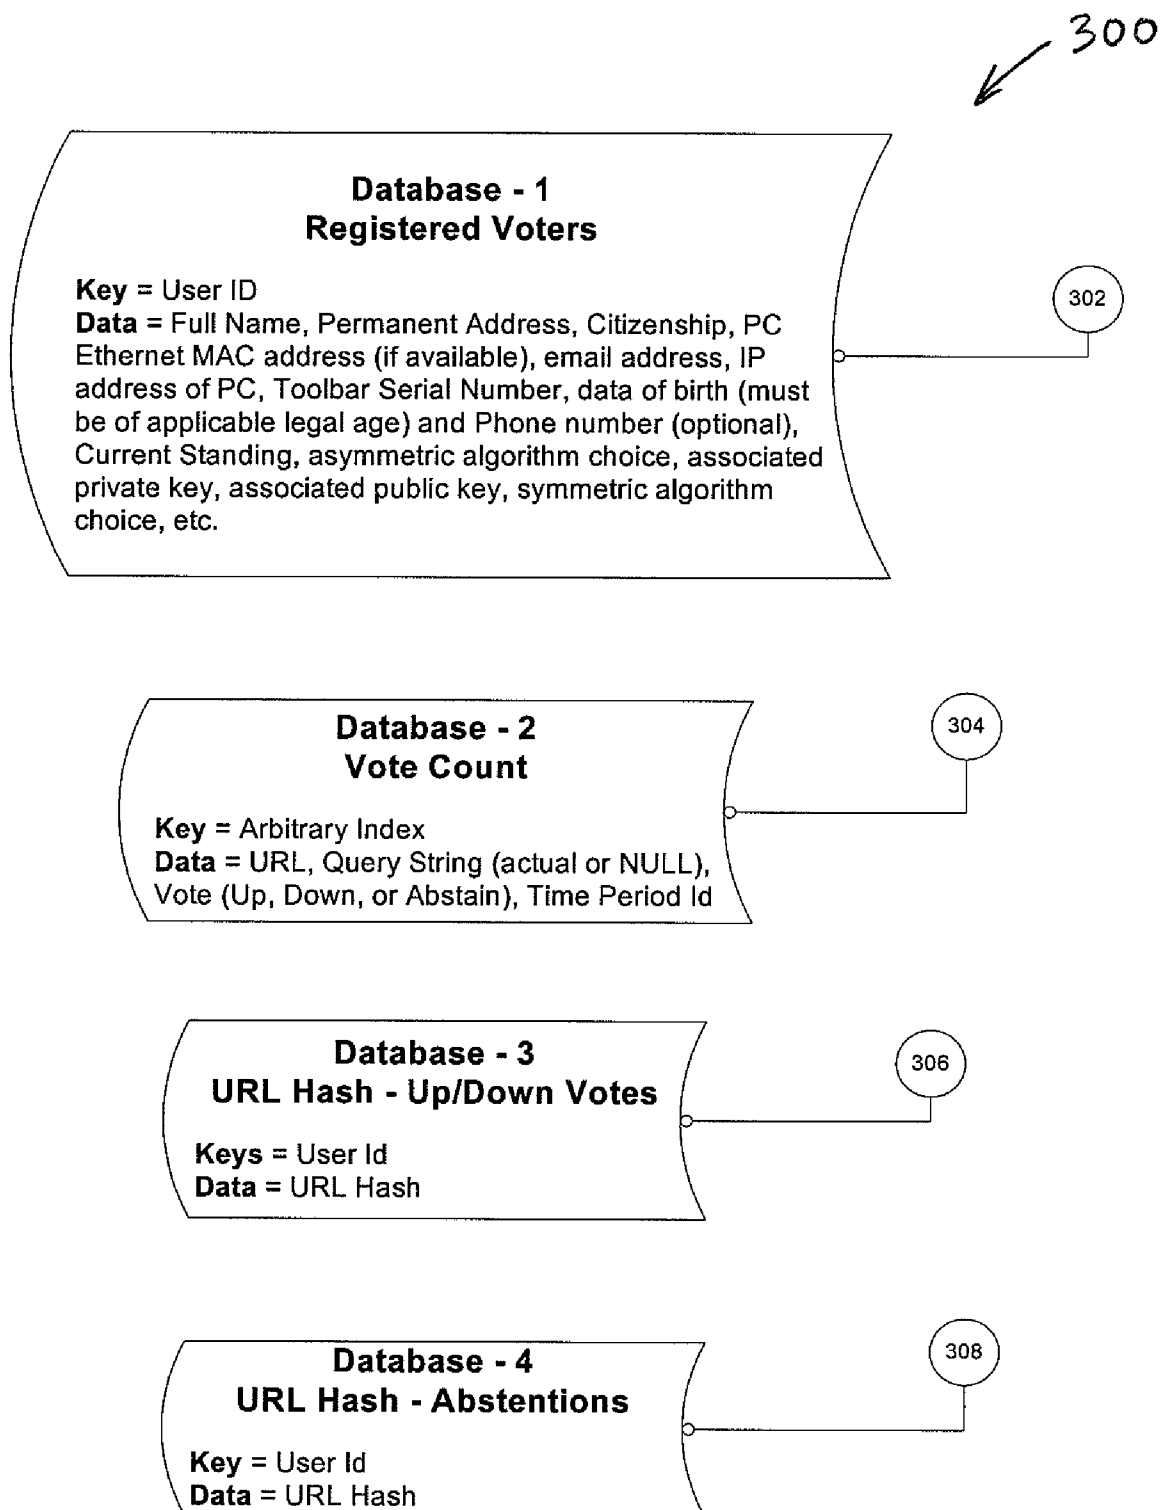 300
Database - 1
Registered Voters
Key = User ID
Data = Full Name, Permanent Address, Citizenship, PC
Ethernet MAC address (if available), email address, IP
address of PC, Toolbar Serial Number, data of birth (must
be of applicable legal age) and Phone number (optional),
Current Standing, asymmetric algorithm choice, associated
private key, associated public key, symmetric algorithm
choice, etc.
302
Database - 2
Vote Count
Key = Arbitrary Index
Data = URL, Query String (actual or NULL),
Vote (Up, Down, or Abstain), Time Period Id
304
Database - 3
URL Hash - Up/Down Votes
Keys = User Id
Data = URL Hash
306
Database - 4
URL Hash - Abstentions
Key = User Id
Data = URL Hash
308